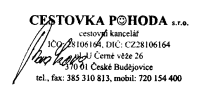 CESTOVKA POHODA s.r.o.
cestovní kancelář
IČO: 28106164, DIČ: CZ28106164
U Černé věže 26
370 01 České Budějovice
tel., fax: 385 310 813, mobil: 720 154 400